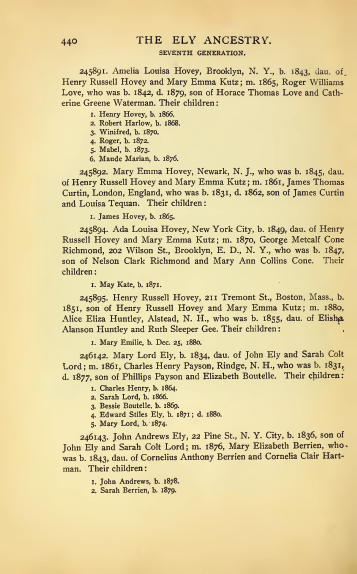 440 THE ELY ANCESTRY.
SEVENTH GENERATION.
245891. Amelia Louisa Hovey, Brooklyn, N. Y., b. 1843, dau. of
Henry Russell Hovey and Mary Emma Kutz; m. 1865, Roger Williams
Love, who was b. 1842, d. 1879, son of Horace Thomas Love and Cath-
erine Greene Waterman. Their children:
1. Henry Hovey, b. 1866.
2. Robert Harlow, b. 1868.
3. Winifred, b. 1870.
4. Roger, b. 1872.
5. Mabel, b. 1873.
6. Maude Marian, b. 1876.
245892. Mary Emma Hovey, Newark, N. J., who was b. 1845, dau.
of Henry Russell Hovey and Mary Emma Kutz; m. 1861, James Thomas
Curtin, London, England, who was b. 1831, d. 1862, son of James Curtin
and Louisa Tequan. Their children:
1. James Hovey, b. 1865.
245894. Ada Louisa Hovey, New York City, b. 1849, dau. of Henry
Russell Hovey and Mary Emma Kutz; m. 1870, George Metcalf Cone
Richmond, 202 Wilson St., Brooklyn, E. D., N. Y., who was b. 1847,
son of Nelson Clark Richmond and Mary Ann Collins Cone. Their
children:
1. May Kate, b. 1871.
245895. Henry Russell Hovey, 211 Tremont St., Boston, Mass., b.
1851, son of Henry Russell Hovey and Mary Emma Kutz; m. 1880,
Alice Eliza Huntley, Alstead, N. H., who was b. 1855, dau. of Elisha
Alanson Huntley and Ruth Sleeper Gee. Their children:
1. Mary Emilie, b. Dec. 25, 1880.
246142. Mary Lord Ely, b. 1834, dau. of John Ely and Sarah Colt
Lord; m. 1861, Charles Henry Payson, Rindge, N. H., who was b. 1831,
d. 1877, son of Phillips Payson and Elizabeth Boutelle. Their children:
1. Charles Henry, b. 1864.
2. Sarah Lord, b. 1866.
3. Bessie Boutelle, b. 1869.
4. Edward Stiles Ely, b. 1871; d. 1880.
5. Mary Lord, b. 1874.
246143. John Andrews Ely, 22 Pine St., N. Y. City, b. 1836, son of
John Ely and Sarah Colt Lord; m. 1876, Mary Elizabeth Berrien, who
was b. 1843, dau. of Cornelius Anthony Berrien and Cornelia Clair Hart-
man. Their children:
1. John Andrews, b. 1878.
2. Sarah Berrien, b. 1879.